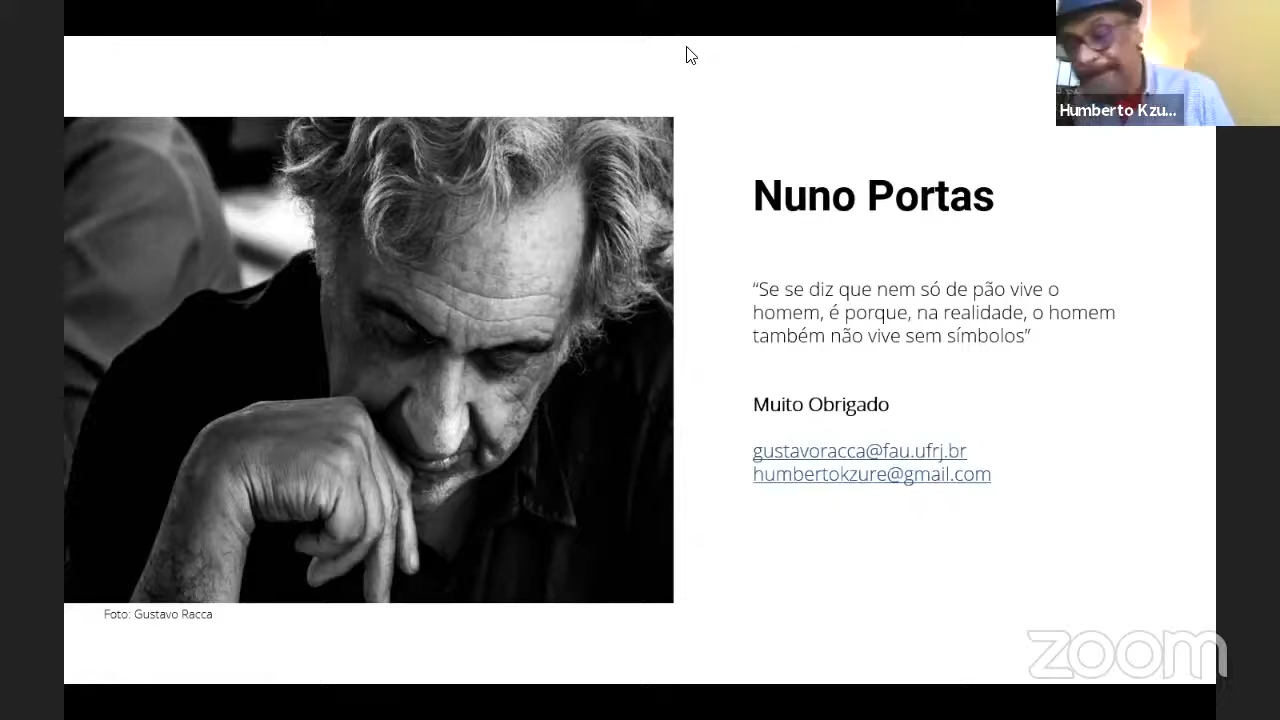 Humberto Kzu...
Nuno Portas
“Se se diz que nem só de pão vive o
homem, é porque, na realidade, o homem
também não vive sem símbolos”
Muito Obrigado
gustavoracca@fau.ufrj.br
humbertokzure@gmail.com
Foto: Gustavo Racca
zoom